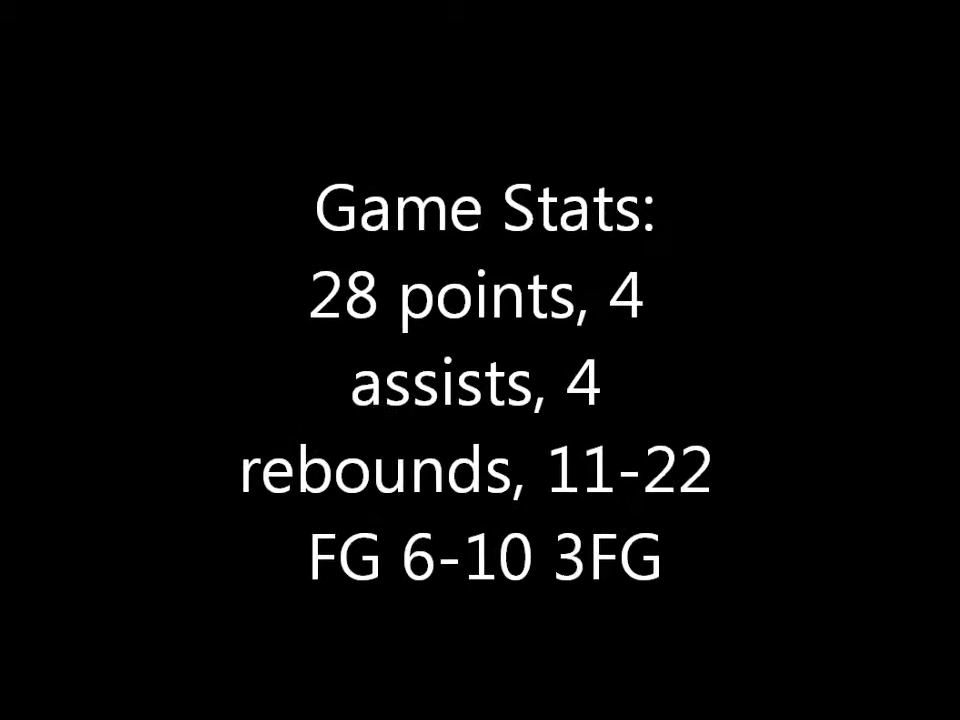 Game Stats:
28 points, 4
assists, 4
rebounds, 11-22
FG 6-10 3FG